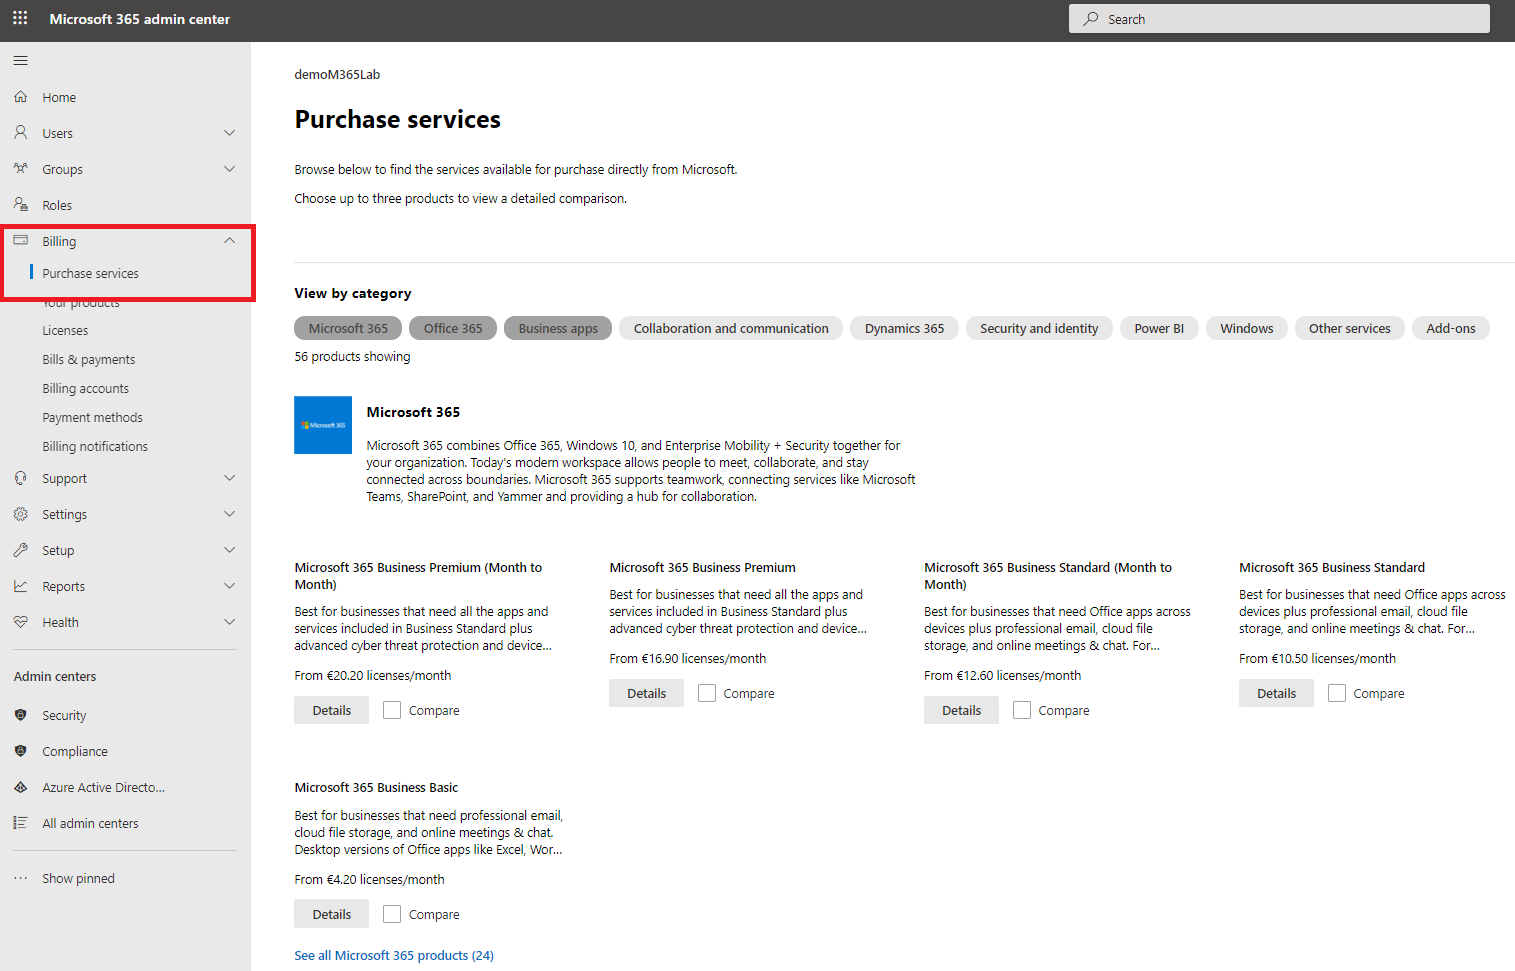 Microsoft 365 admin center
Search
Home
Users
Groups
Roles
Billing
Purchase services
Your products
Licenses
Bills & payments
Billing accounts
Payment methods
Billing notifications
Support
Settings
Setup
Reports
Health
Admin centers
Security
Compliance
Azure Active Directo...
All admin centers
Show pinned
demoM365Lab
Purchase services
Browse below to find the services available for purchase directly from Microsoft.
Choose up to three products to view a detailed comparison.
View by category
Microsoft 365 Office 365 Business apps Collaboration and communication Dynamics 365 Security and identity Power BI Windows Other services Add-ons
56 products showing
Microsoft 365
Microsoft 365
Microsoft 365 combines Office 365, Windows 10, and Enterprise Mobility + Security together for
your organization. Today's modern workspace allows people to meet, collaborate, and stay
connected across boundaries. Microsoft 365 supports teamwork, connecting services like Microsoft
Teams, SharePoint, and Yammer and providing a hub for collaboration.
Microsoft 365 Business Premium (Month to
Month)
Best for businesses that need all the apps and
services included in Business Standard plus
advanced cyber threat protection and device...
From €20.20 licenses/month
Details Compare
Microsoft 365 Business Premium
Best for businesses that need all the apps and
services included in Business Standard plus
advanced cyber threat protection and device...
From €16.90 licenses/month
Details Compare
Microsoft 365 Business Standard (Month to
Month)
Best for businesses that need Office apps across
devices plus professional email, cloud file
storage, and online meetings & chat. For...
From €12.60 licenses/month
Details Compare
Microsoft 365 Business Standard
Best for businesses that need Office apps across
devices plus professional email, cloud file
storage, and online meetings & chat. For...
From €10.50 licenses/month
Details Compare
Microsoft 365 Business Basic
Best for businesses that need professional email,
cloud file storage, and online meetings & chat.
Desktop versions of Office apps like Excel, Wor...
From €4.20 licenses/month
Details Compare
See all Microsoft 365 products (24)